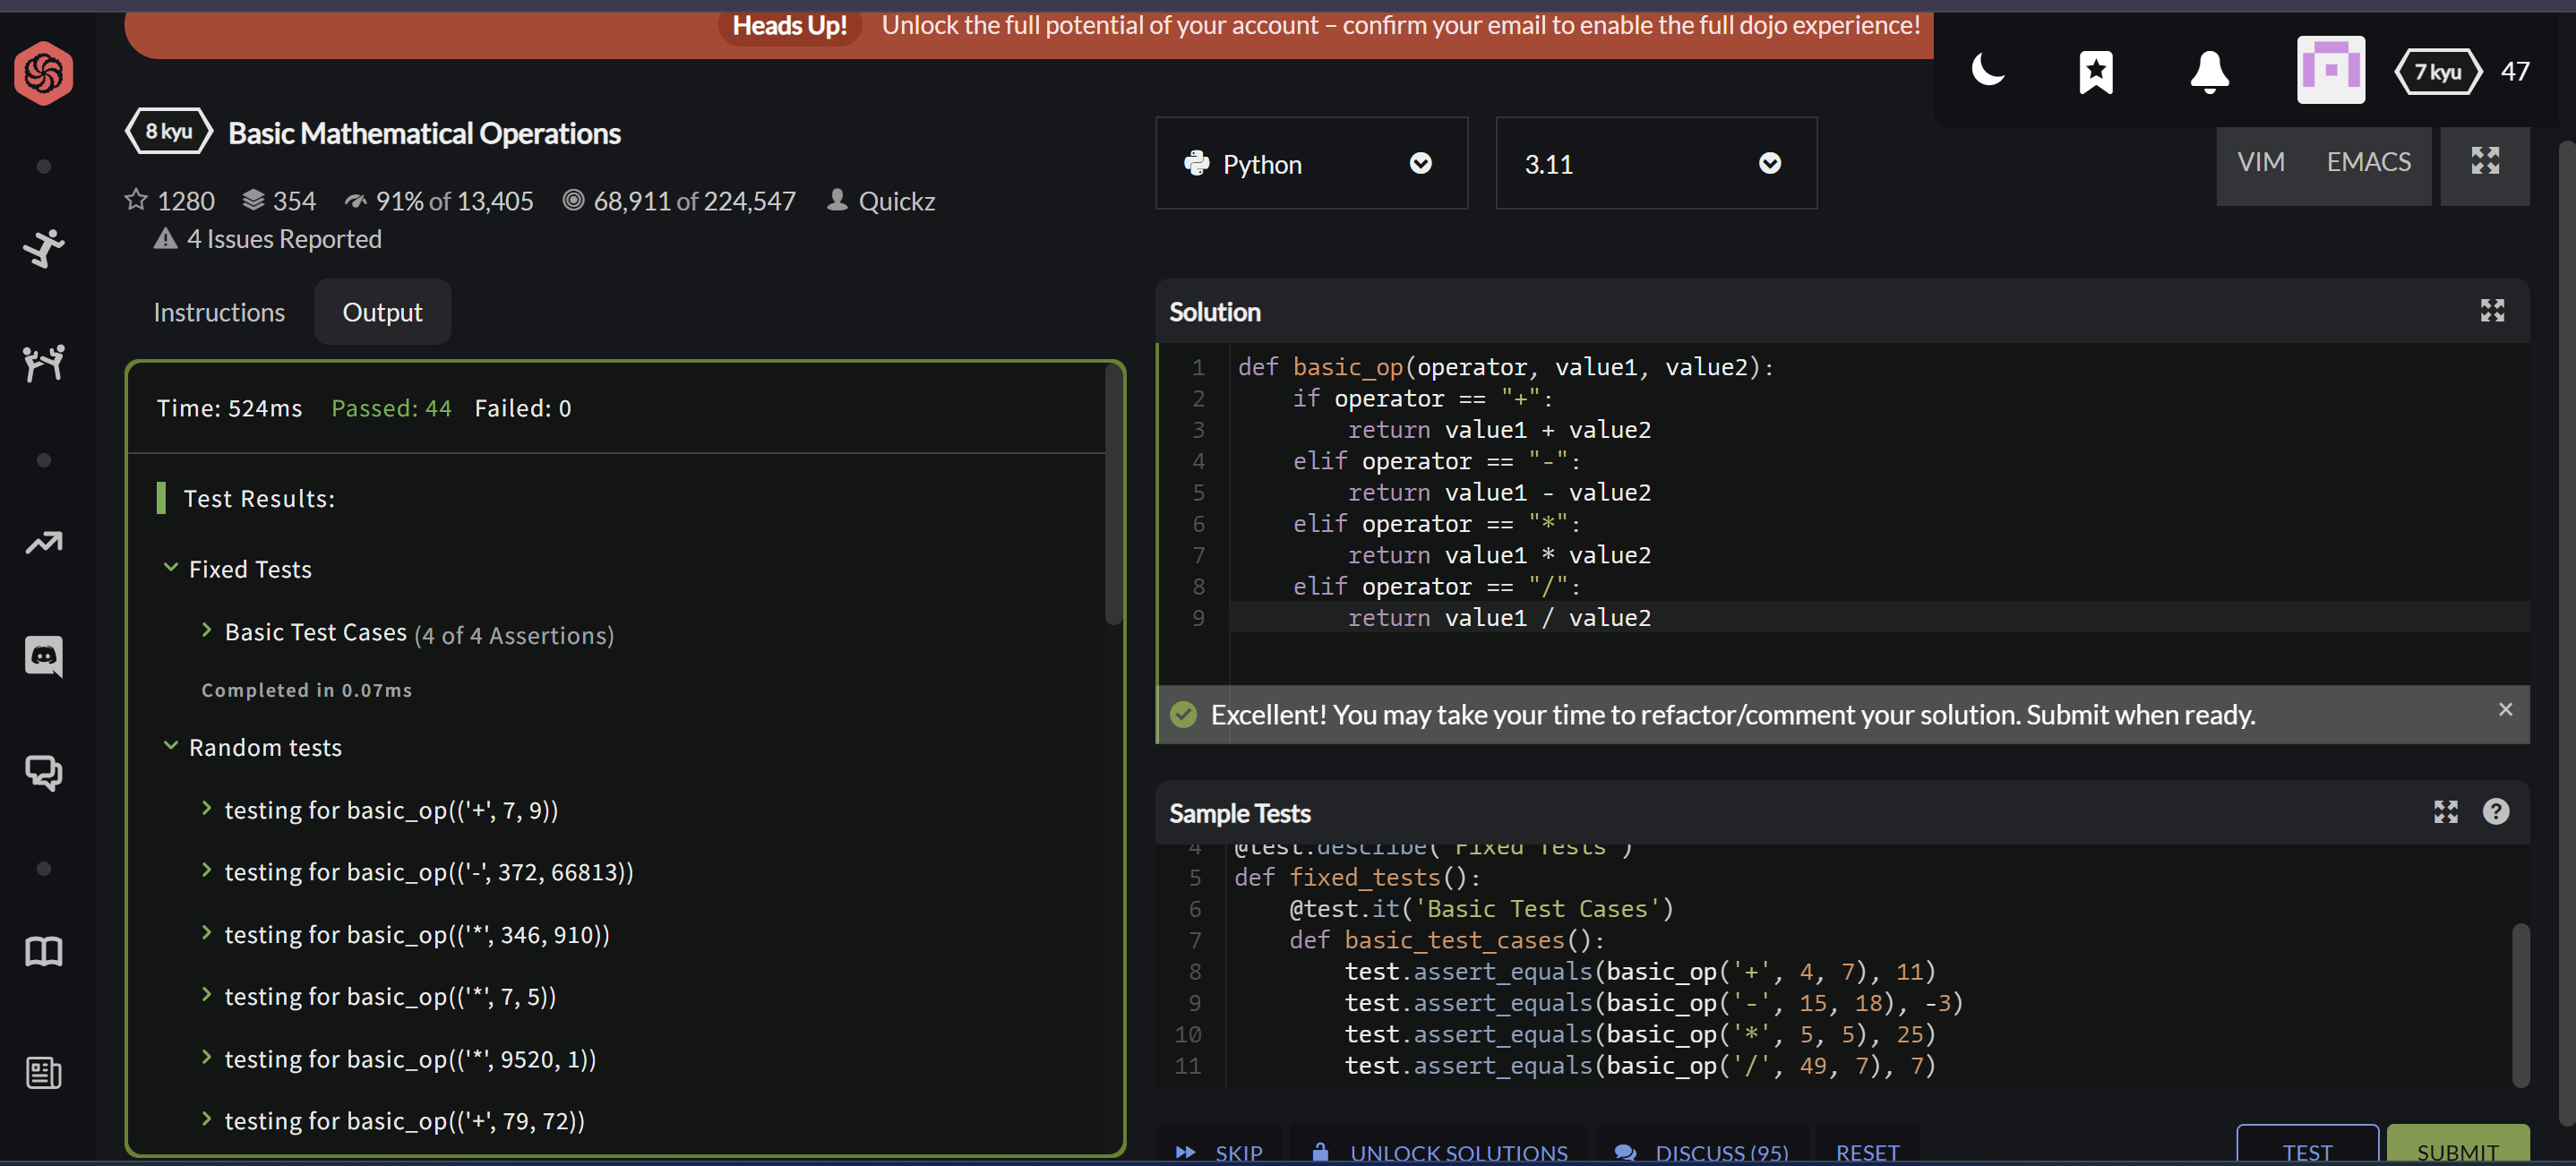 Heads Up! Unlock the full potential of your account – confirm your email to enable the full dojo experience!
7 kyu 47
8 kyu Basic Mathematical Operations
1280 354 91% of 13,405 68,911 of 224,547 Quickz
4 Issues Reported
Python 3.11 VIM EMACS
Instructions Output
Time: 524ms Passed: 44 Failed: 0
Test Results:
Fixed Tests
Basic Test Cases (4 of 4 Assertions)
Completed in 0.07ms
Random tests
testing for basic_op(('+', 7, 9))
testing for basic_op(('-', 372, 66813))
testing for basic_op(('*', 346, 910))
testing for basic_op(('*', 7, 5))
testing for basic_op(('*', 9520, 1))
testing for basic_op(('+', 79, 72))
Solution
1 def basic_op(operator, value1, value2):
2     if operator == "+":
3         return value1 + value2
4     elif operator == "-":
5         return value1 - value2
6     elif operator == "*":
7         return value1 * value2
8     elif operator == "/":
9         return value1 / value2
Excellent! You may take your time to refactor/comment your solution. Submit when ready.
Sample Tests
4 @test.describe('Fixed Tests')
5 def fixed_tests():
6     @test.it('Basic Test Cases')
7     def basic_test_cases():
8         test.assert_equals(basic_op('+', 4, 7), 11)
9         test.assert_equals(basic_op('-', 15, 18), -3)
10         test.assert_equals(basic_op('*', 5, 5), 25)
11         test.assert_equals(basic_op('/', 49, 7), 7)
SKIP UNLOCK SOLUTIONS DISCUSS (95) RESET TEST SUBMIT